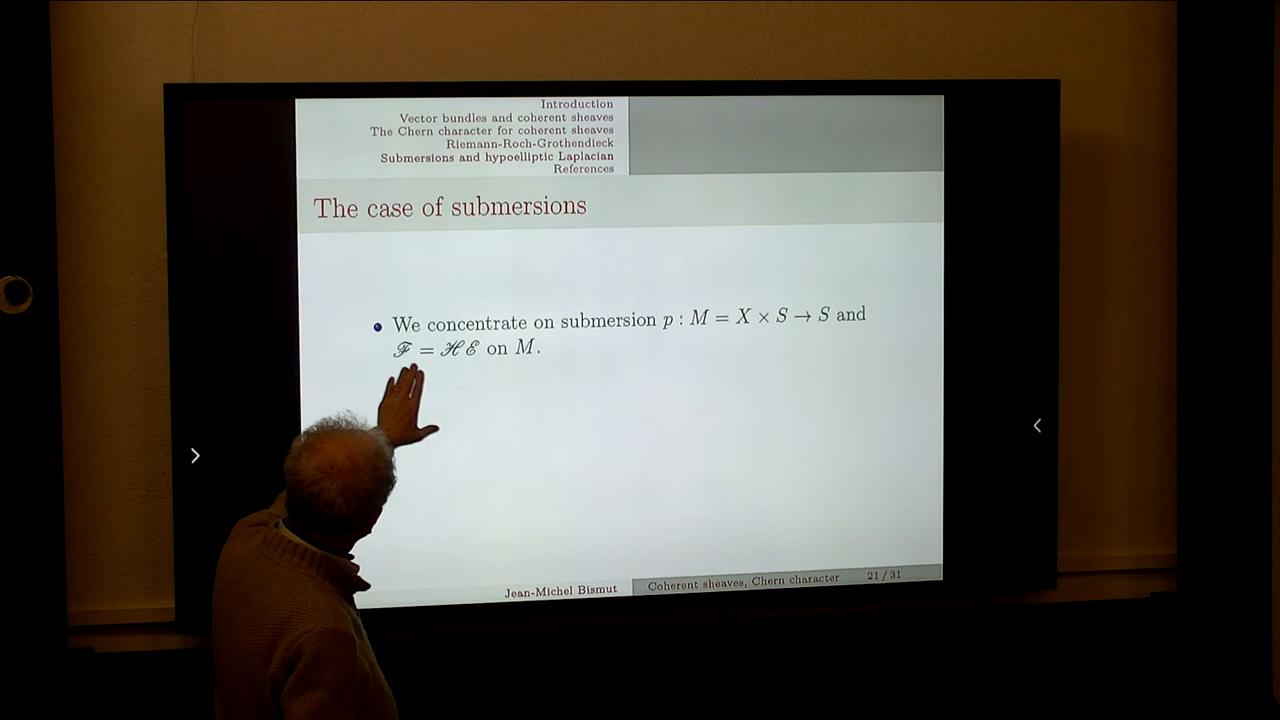 Introduction
Vector bundles and coherent sheaves
The Chern character for coherent sheaves
Riemann-Roch-Grothendieck
Submersions and hypoelliptic Laplacian
References
The case of submersions
We concentrate on submersion p : M = X × S → S and
ℱ = ℋℰ on M.
Jean-Michel Bismut
Coherent sheaves, Chern character
21 / 31